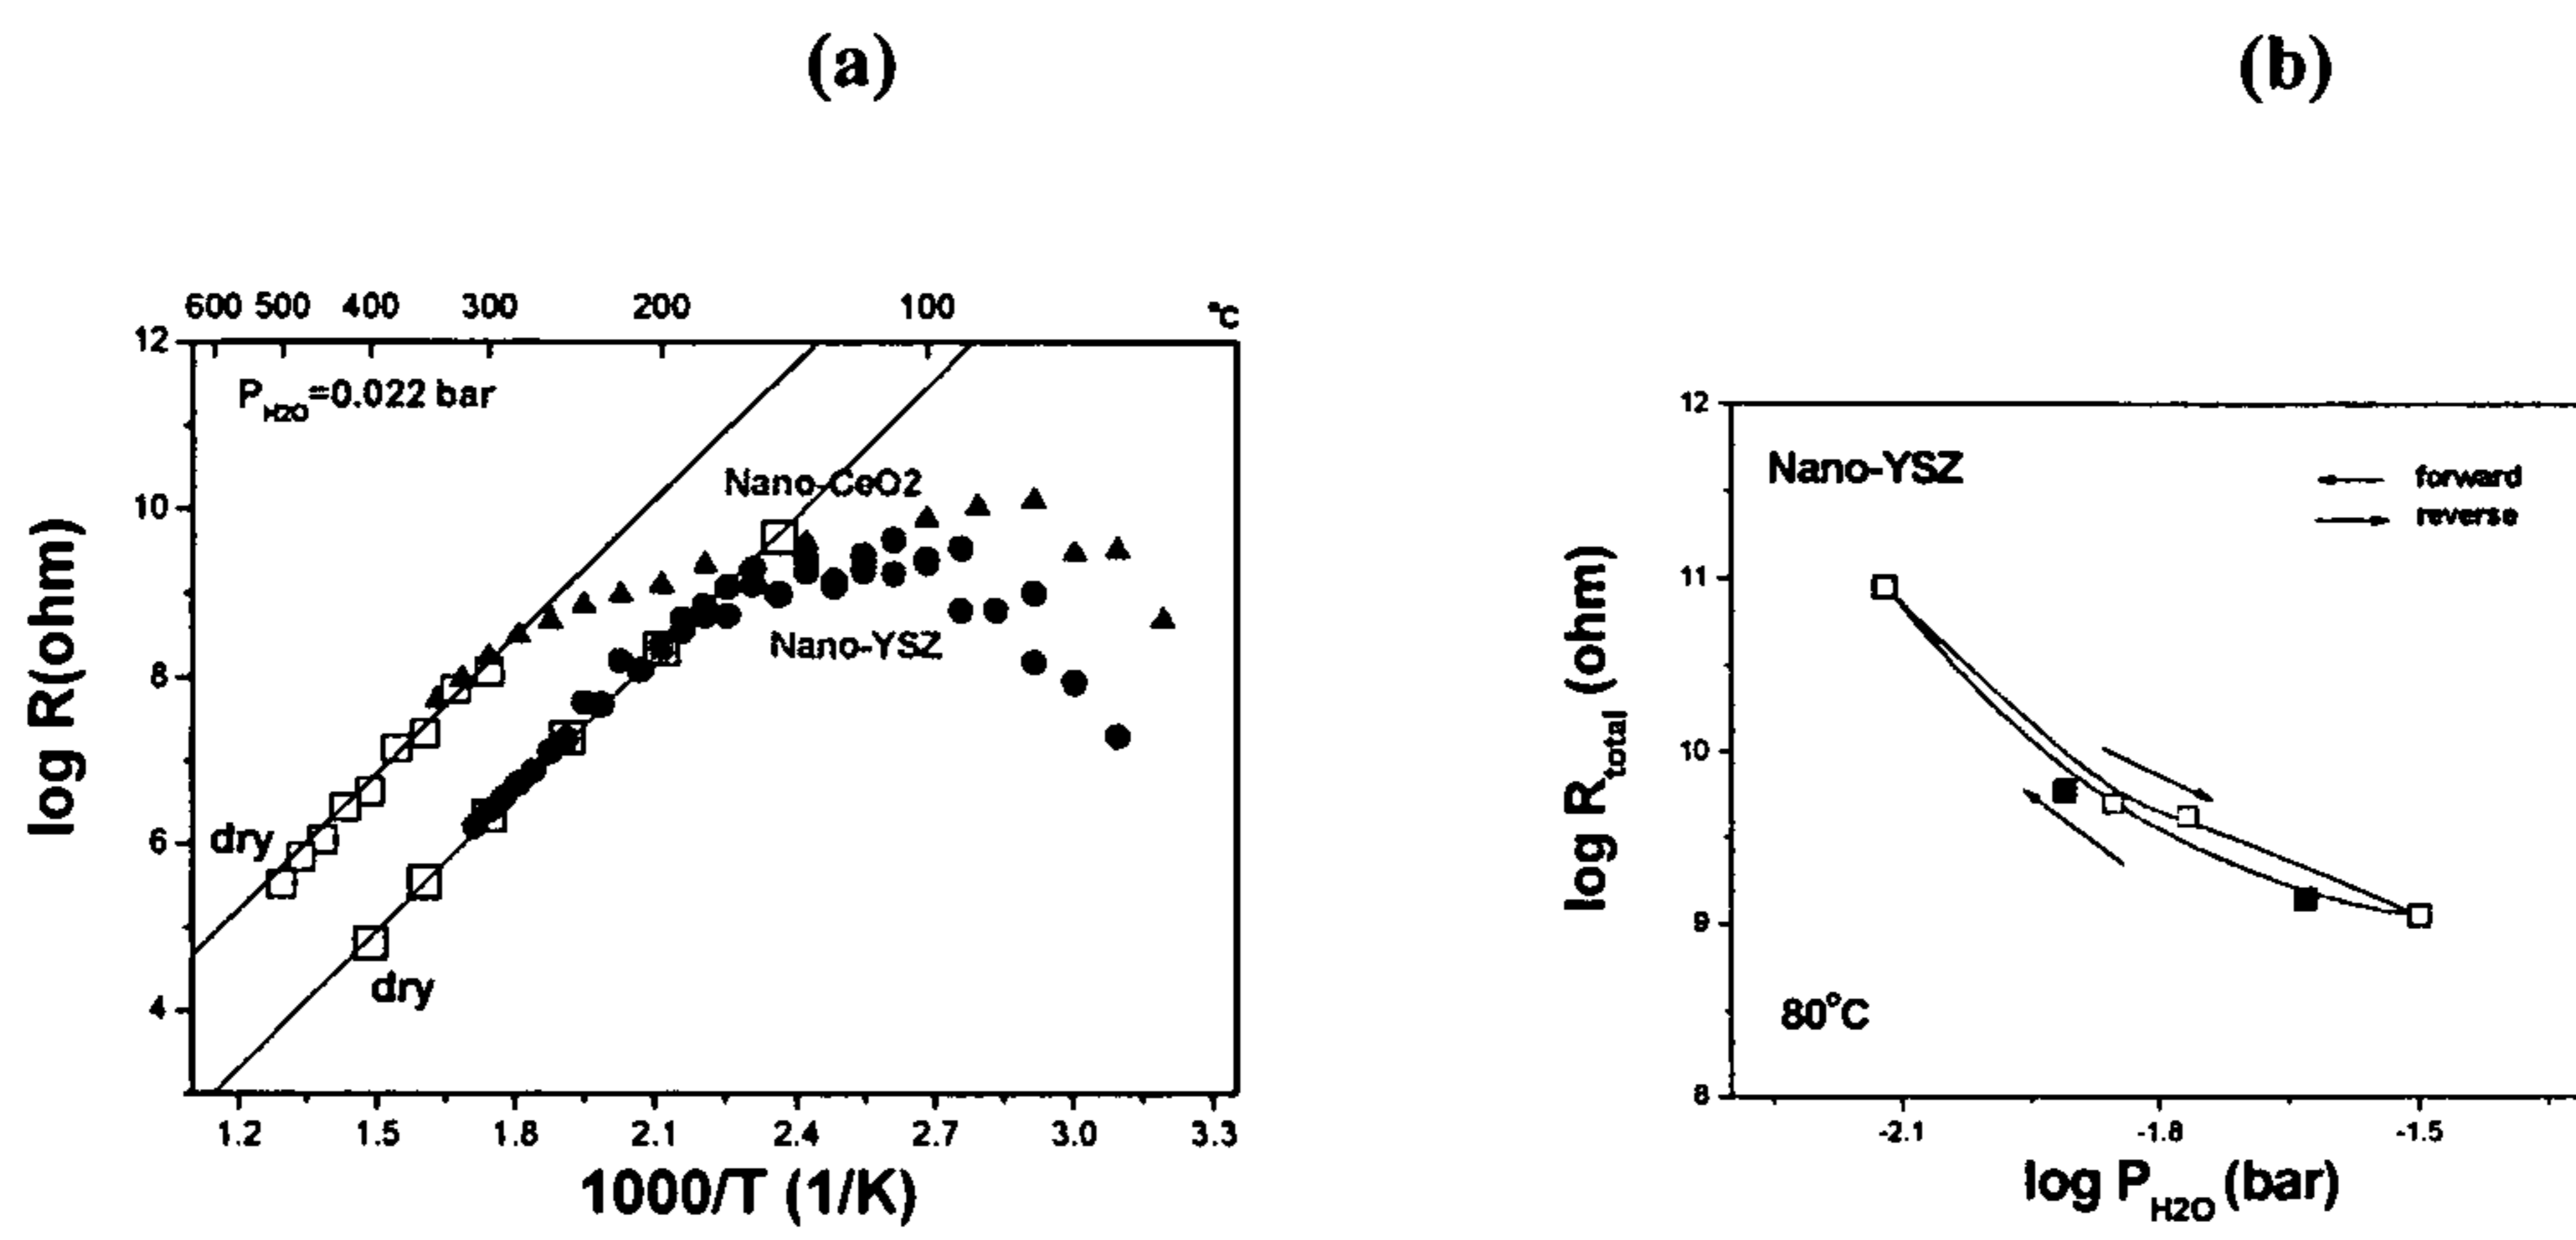 (a)
(b)
600 500 400 300 200 100 °C
12
10
8
6
4
P_H2O=0.022 bar
Nano-CeO2
Nano-YSZ
dry
dry
log R(ohm)
1.2 1.5 1.8 2.1 2.4 2.7 3.0 3.3
1000/T (1/K)
12
11
10
9
8
Nano-YSZ
forward
reverse
80°C
log R_total (ohm)
-2.1 -1.8 -1.5
log P_H2O (bar)